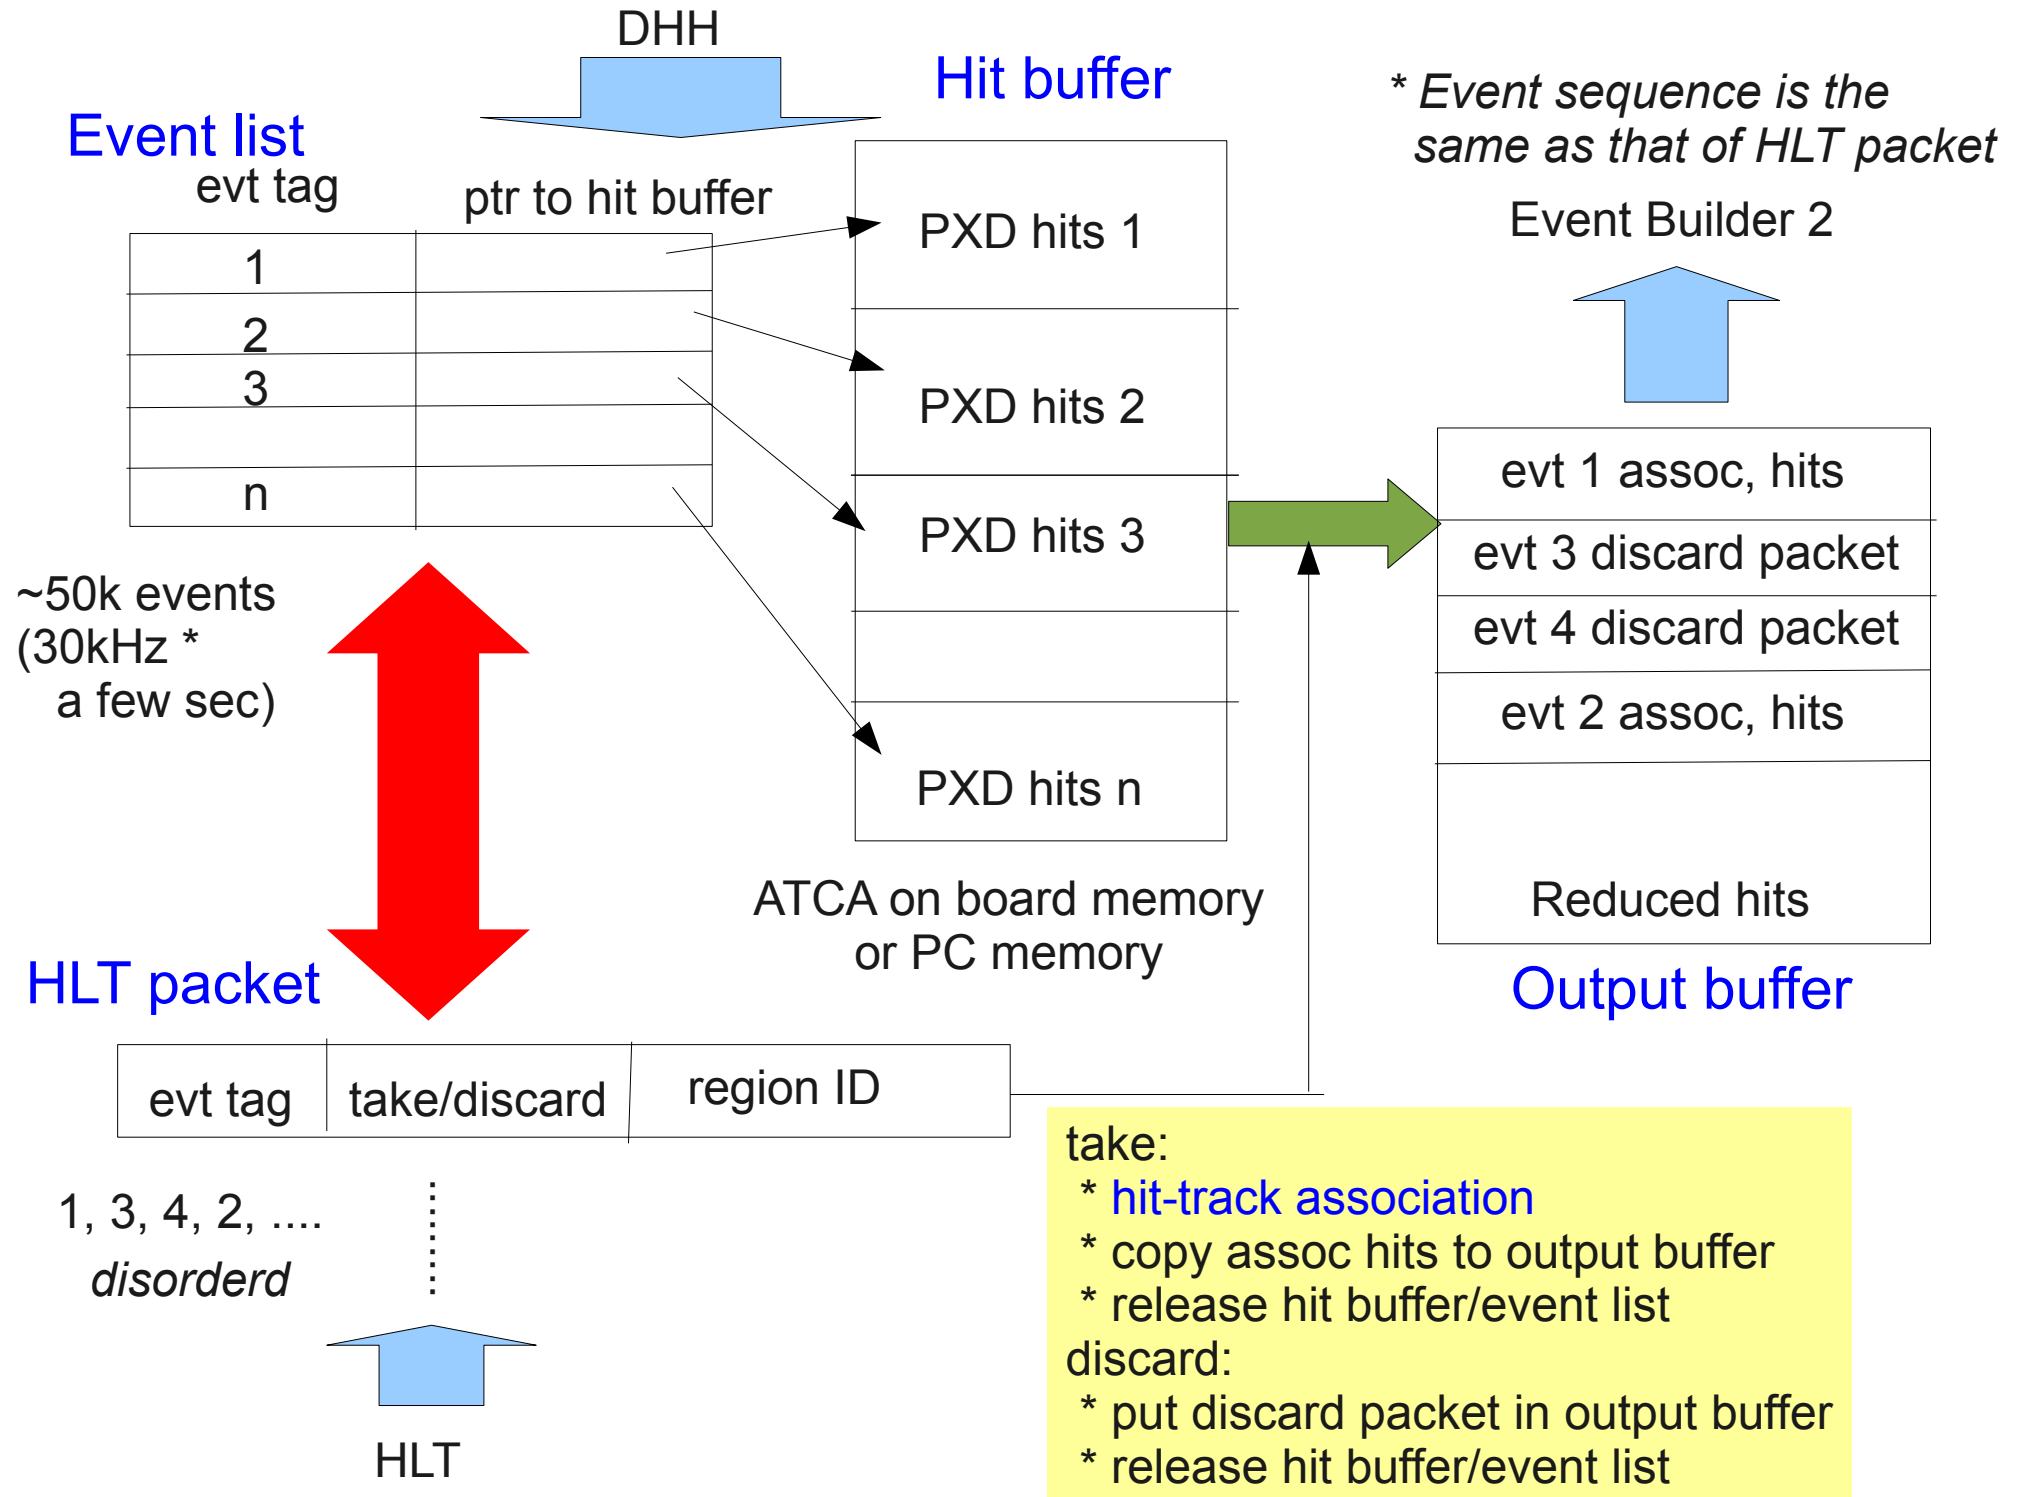 DHH
Hit buffer
* Event sequence is the
same as that of HLT packet
Event list
evt tag
ptr to hit buffer
Event Builder 2
1
2
3
n
PXD hits 1
PXD hits 2
PXD hits 3
PXD hits n
evt 1 assoc, hits
evt 3 discard packet
evt 4 discard packet
evt 2 assoc, hits
Reduced hits
Output buffer
~50k events
(30kHz *
a few sec)
ATCA on board memory
or PC memory
HLT packet
evt tag
take/discard
region ID
1, 3, 4, 2, ....
disorderd
HLT
take:
* hit-track association
* copy assoc hits to output buffer
* release hit buffer/event list
discard:
* put discard packet in output buffer
* release hit buffer/event list